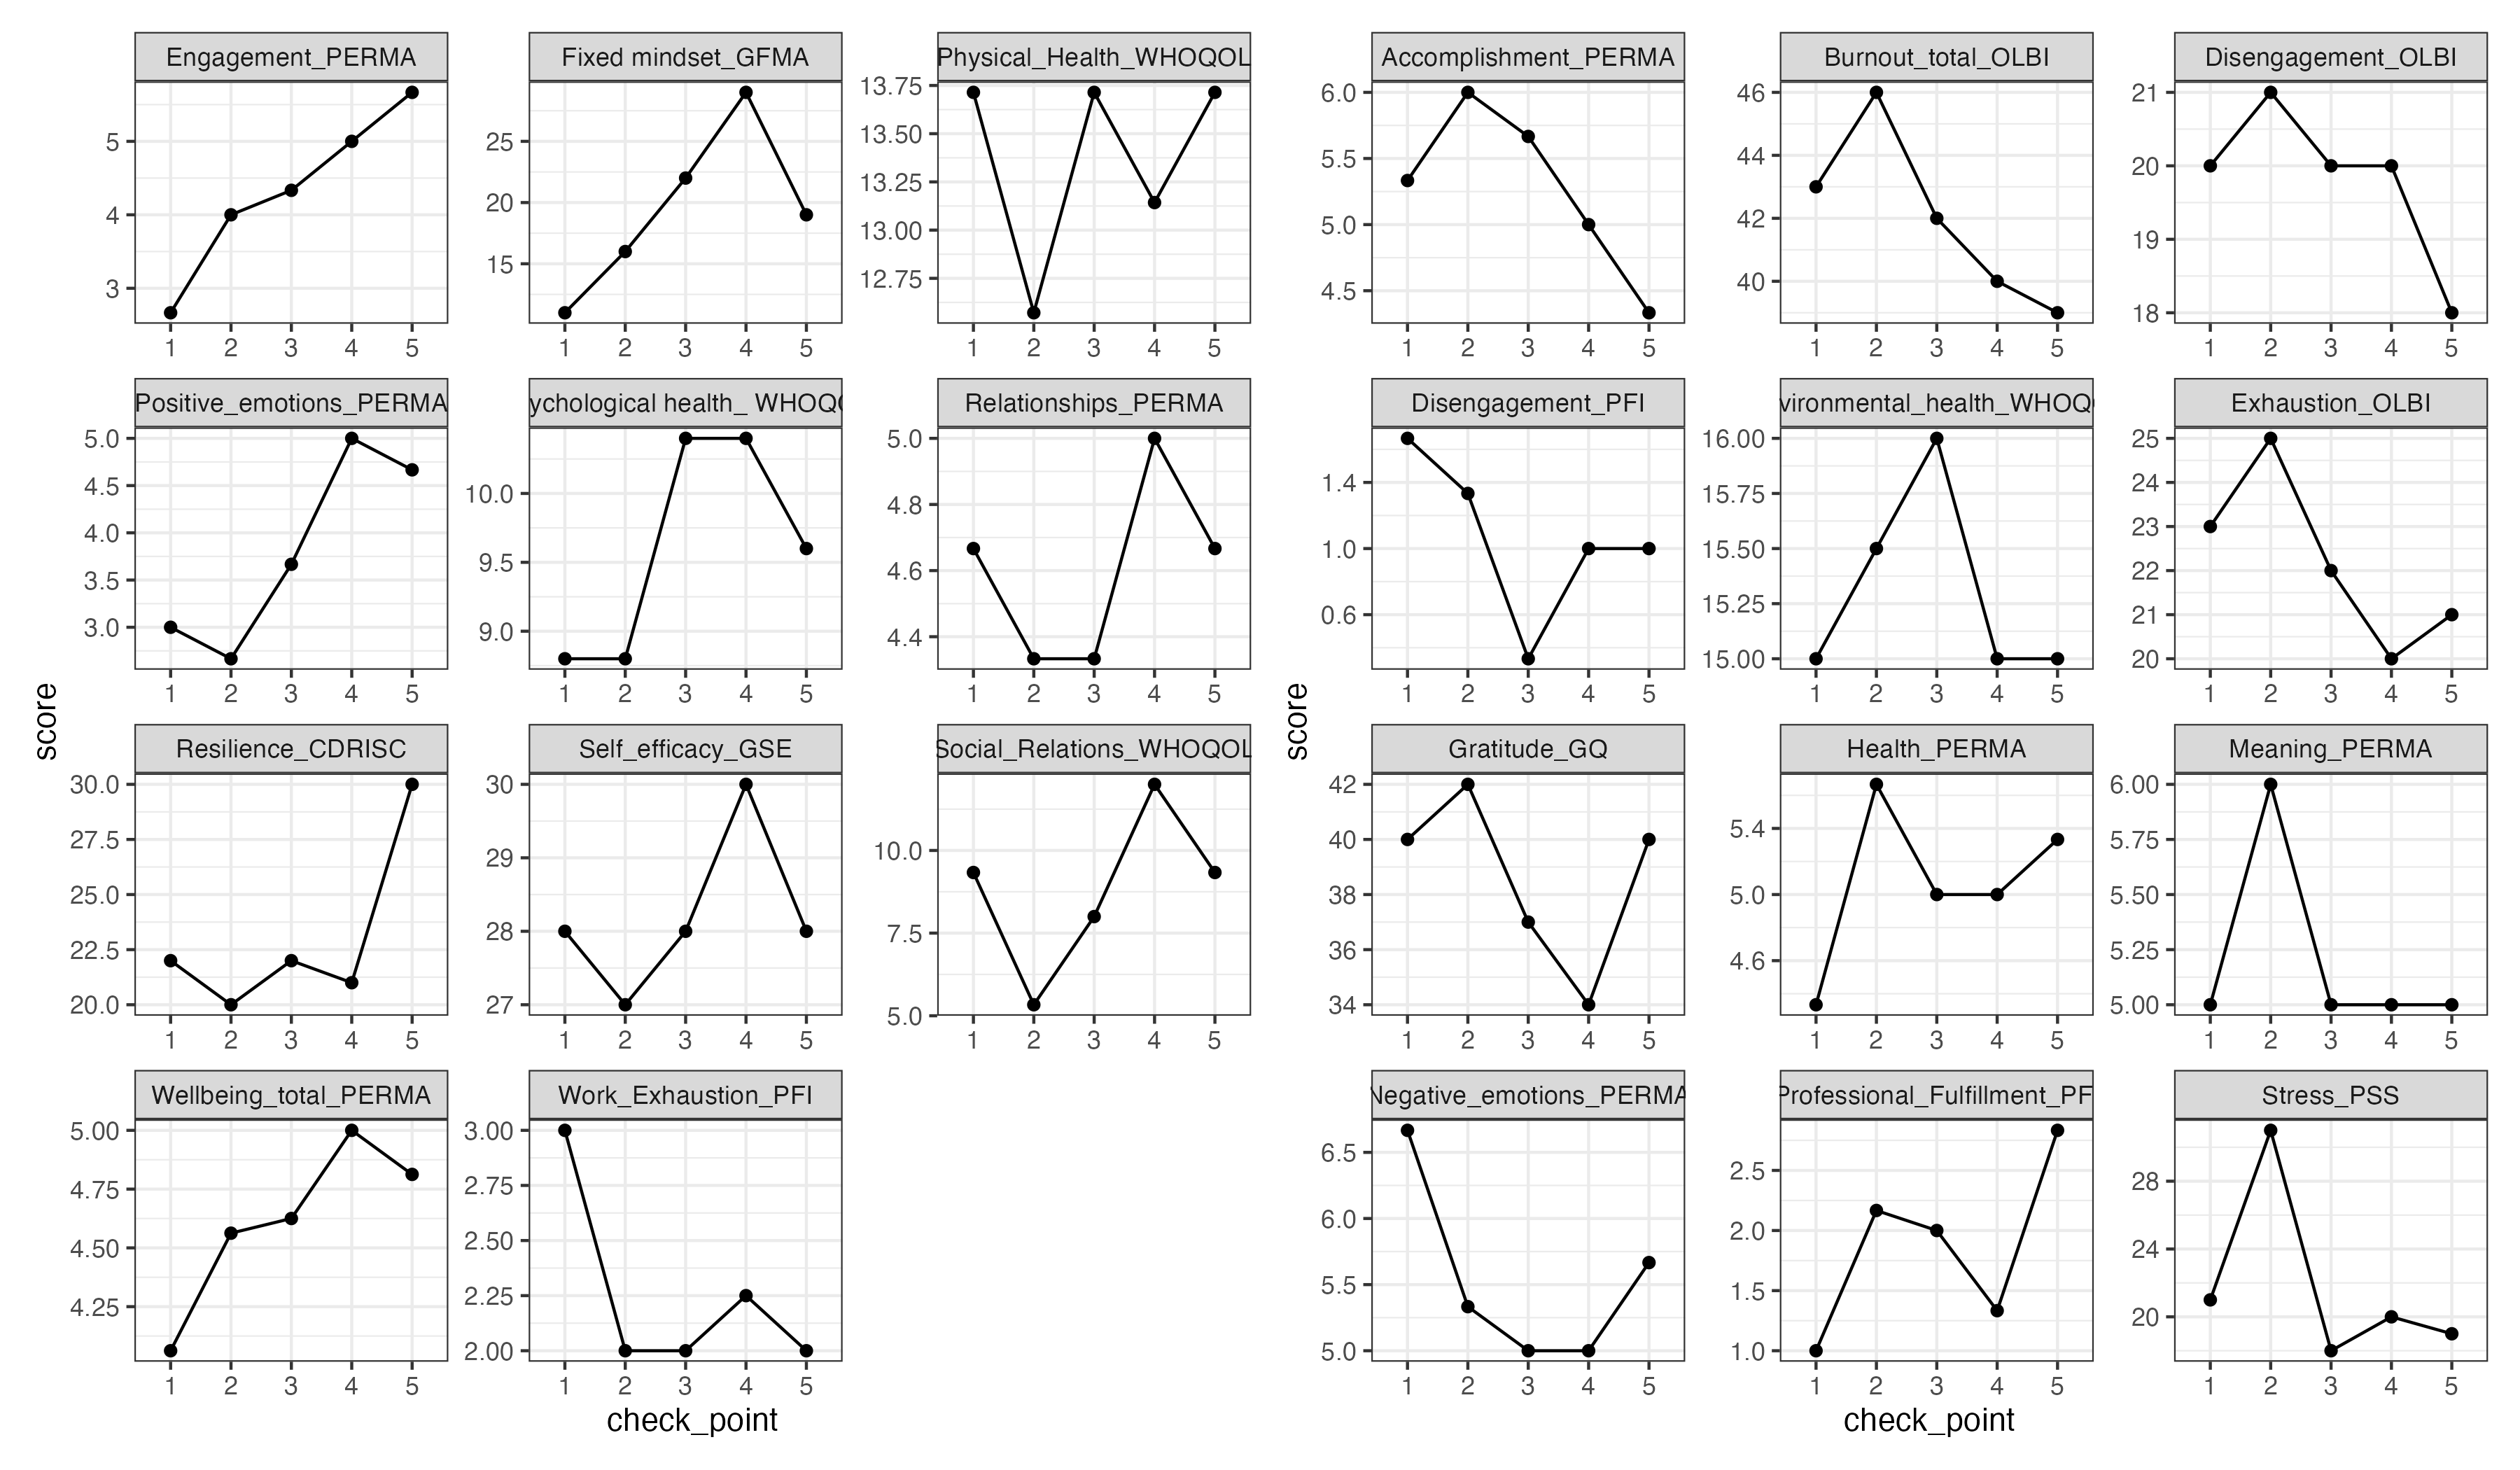 Engagement_PERMA
Fixed mindset_GFMA
Physical_Health_WHOQOL
5
4
3
1 2 3 4 5
25
20
15
1 2 3 4 5
13.75
13.50
13.25
13.00
12.75
1 2 3 4 5
Positive_emotions_PERMA
ychological health_ WHOQ
Relationships_PERMA
5.0
4.5
4.0
3.5
3.0
1 2 3 4 5
10.0
9.5
9.0
1 2 3 4 5
5.0
4.8
4.6
4.4
1 2 3 4 5
score
Resilience_CDRISC
Self_efficacy_GSE
Social_Relations_WHOQOL
30.0
27.5
25.0
22.5
20.0
1 2 3 4 5
30
29
28
27
1 2 3 4 5
10.0
7.5
5.0
1 2 3 4 5
Wellbeing_total_PERMA
Work_Exhaustion_PFI
5.00
4.75
4.50
4.25
1 2 3 4 5
3.00
2.75
2.50
2.25
2.00
1 2 3 4 5
check_point
Accomplishment_PERMA
Burnout_total_OLBI
Disengagement_OLBI
6.0
5.5
5.0
4.5
1 2 3 4 5
46
44
42
40
1 2 3 4 5
21
20
19
18
1 2 3 4 5
Disengagement_PFI
vironmental_health_WHOQ
Exhaustion_OLBI
1.4
1.0
0.6
1 2 3 4 5
16.00
15.75
15.50
15.25
15.00
1 2 3 4 5
25
24
23
22
21
20
1 2 3 4 5
score
Gratitude_GQ
Health_PERMA
Meaning_PERMA
42
40
38
36
34
1 2 3 4 5
5.4
5.0
4.6
1 2 3 4 5
6.00
5.75
5.50
5.25
5.00
1 2 3 4 5
Negative_emotions_PERMA
Professional_Fulfillment_PF
Stress_PSS
6.5
6.0
5.5
5.0
1 2 3 4 5
2.5
2.0
1.5
1.0
1 2 3 4 5
28
24
20
1 2 3 4 5
check_point